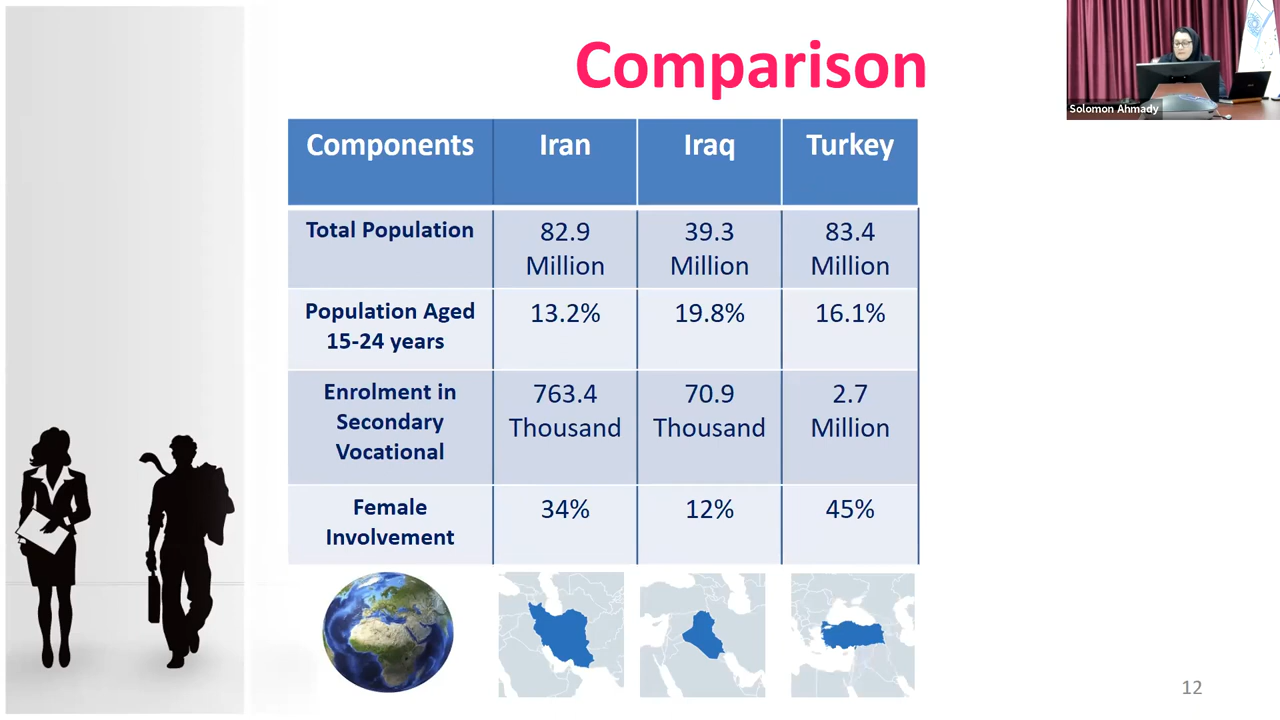 Comparison
Solomon Ahmady
Components Iran Iraq Turkey
Total Population 82.9 Million 39.3 Million 83.4 Million
Population Aged 15-24 years 13.2% 19.8% 16.1%
Enrolment in Secondary Vocational 763.4 Thousand 70.9 Thousand 2.7 Million
Female Involvement 34% 12% 45%
12